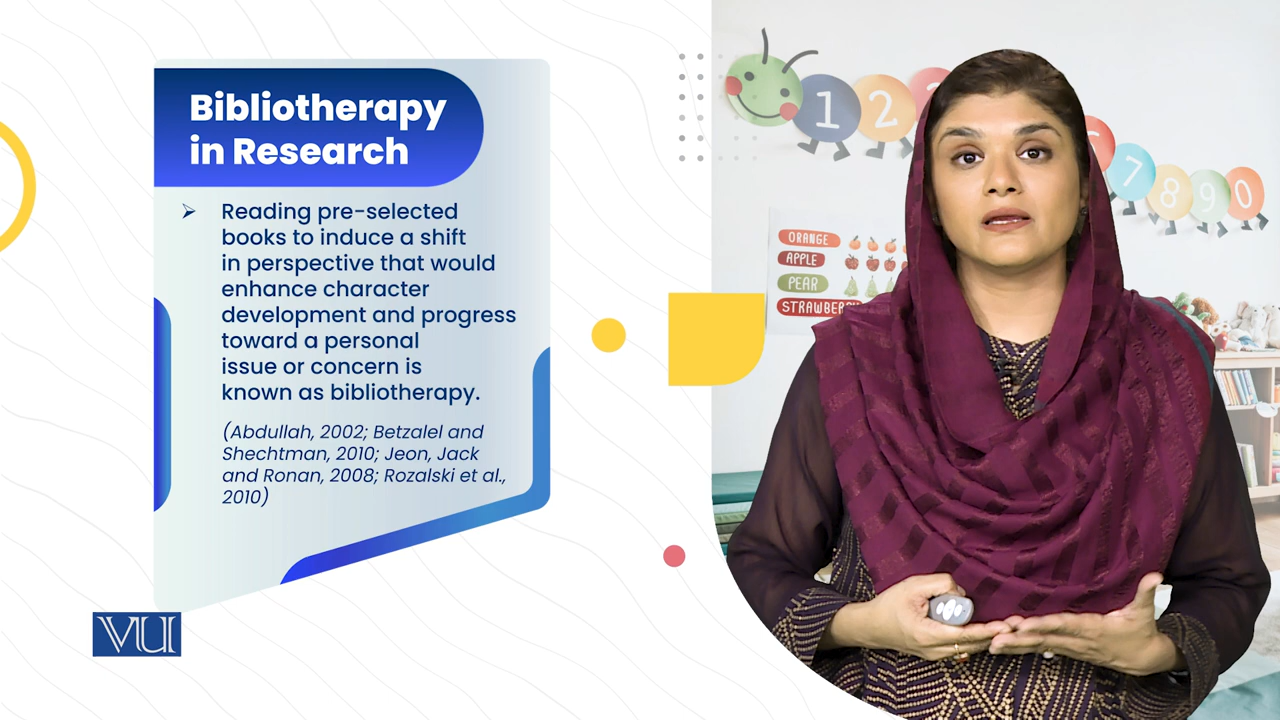 Bibliotherapy
in Research
Reading pre-selected
books to induce a shift
in perspective that would
enhance character
development and progress
toward a personal
issue or concern is
known as bibliotherapy.
(Abdullah, 2002; Betzalel and
Shechtman, 2010; Jeon, Jack
and Ronan, 2008; Rozalski et al.,
2010)
VU
1 2
6 7 8 9 0
ORANGE
APPLE
PEAR
STRAWBER